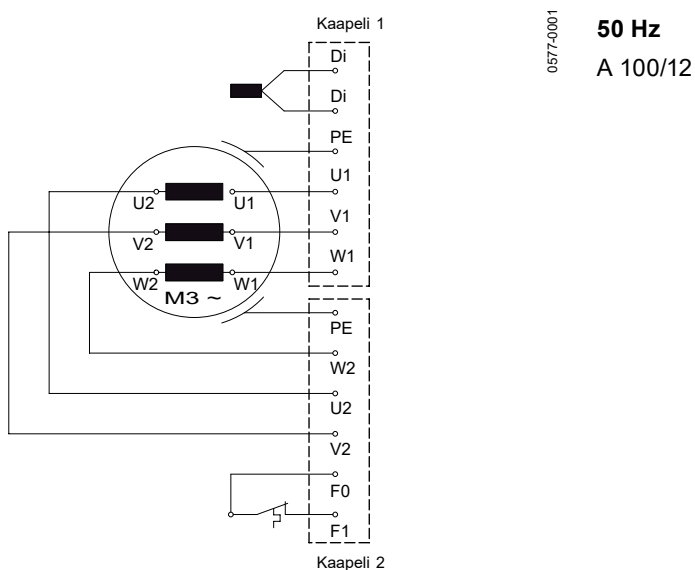 Kaapeli 1
Di
Di
PE
U1
V1
W1
U2 U1
V2 V1
W2 W1
M3 ~
PE
W2
U2
V2
F0
F1
Kaapeli 2
0577-0001
50 Hz
A 100/12